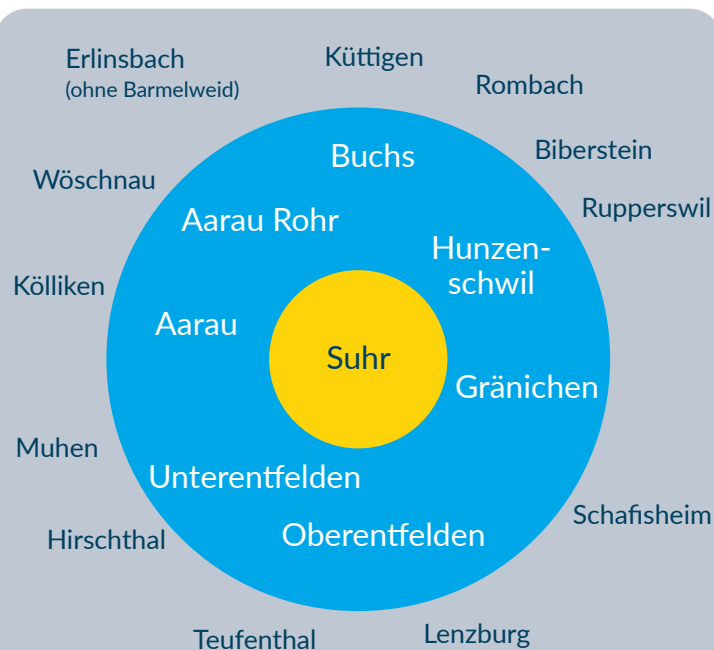 Erlinsbach
(ohne Barmelweid)
Küttigen
Rombach
Biberstein
Rupperswil
Wöschnau
Buchs
Aarau Rohr
Hunzen-
schwil
Kölliken
Aarau
Suhr
Gränichen
Muhen
Unterentfelden
Oberentfelden
Schafisheim
Hirschthal
Teufenthal
Lenzburg